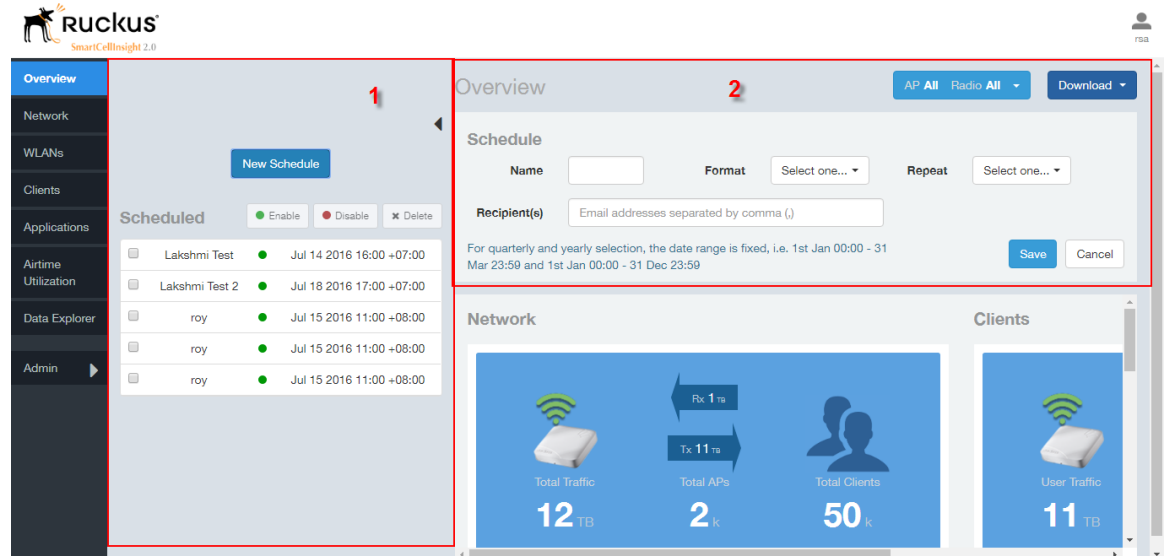 RUCKUS
SmartCellInsight 2.0
rsa
Overview
Network
WLANs
Clients
Applications
Airtime
Utilization
Data Explorer
Admin
1
New Schedule
Scheduled
Enable
Disable
✖ Delete
Lakshmi Test Jul 14 2016 16:00 +07:00
Lakshmi Test 2 Jul 18 2016 17:00 +07:00
roy Jul 15 2016 11:00 +08:00
roy Jul 15 2016 11:00 +08:00
roy Jul 15 2016 11:00 +08:00
Overview
2
AP All Radio All
Download
Schedule
Name
Format Select one...
Repeat Select one...
Recipient(s) Email addresses separated by comma (,)
For quarterly and yearly selection, the date range is fixed, i.e. 1st Jan 00:00 - 31
Mar 23:59 and 1st Jan 00:00 - 31 Dec 23:59
Save
Cancel
Network
Rx 1 TB
Tx 11 TB
Total Traffic
12 TB
Total APs
2 k
Total Clients
50 k
Clients
User Traffic
11 TB